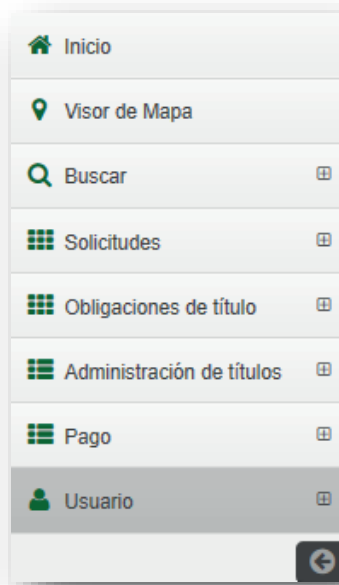 Inicio
Visor de Mapa
Buscar
Solicitudes
Obligaciones de título
Administración de títulos
Pago
Usuario